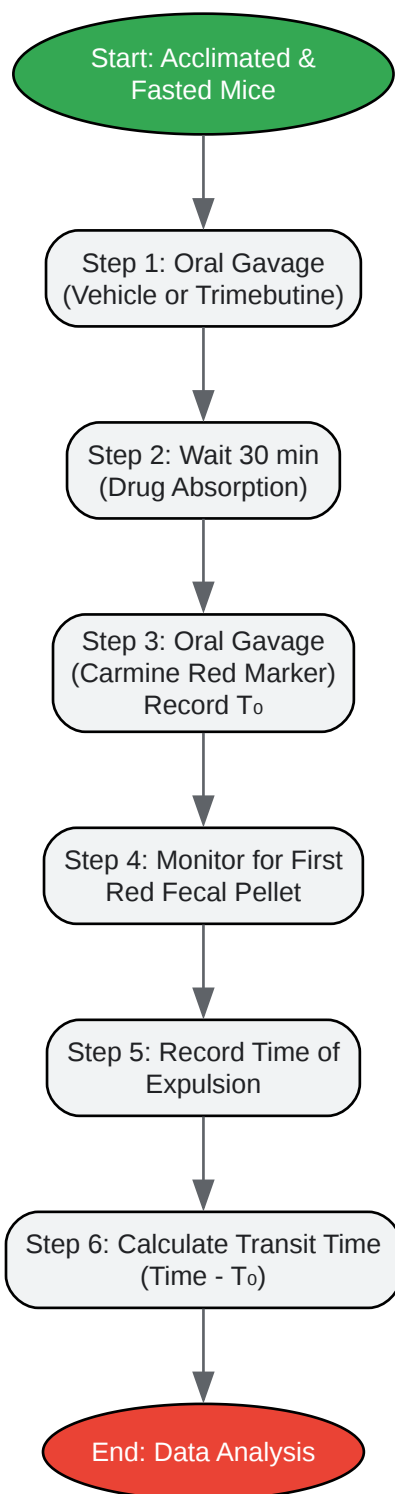 Start: Acclimated &
Fasted Mice
Step 1: Oral Gavage
(Vehicle or Trimebutine)
Step 2: Wait 30 min
(Drug Absorption)
Step 3: Oral Gavage
(Carmine Red Marker)
Record T₀
Step 4: Monitor for First
Red Fecal Pellet
Step 5: Record Time of
Expulsion
Step 6: Calculate Transit Time
(Time - T₀)
End: Data Analysis